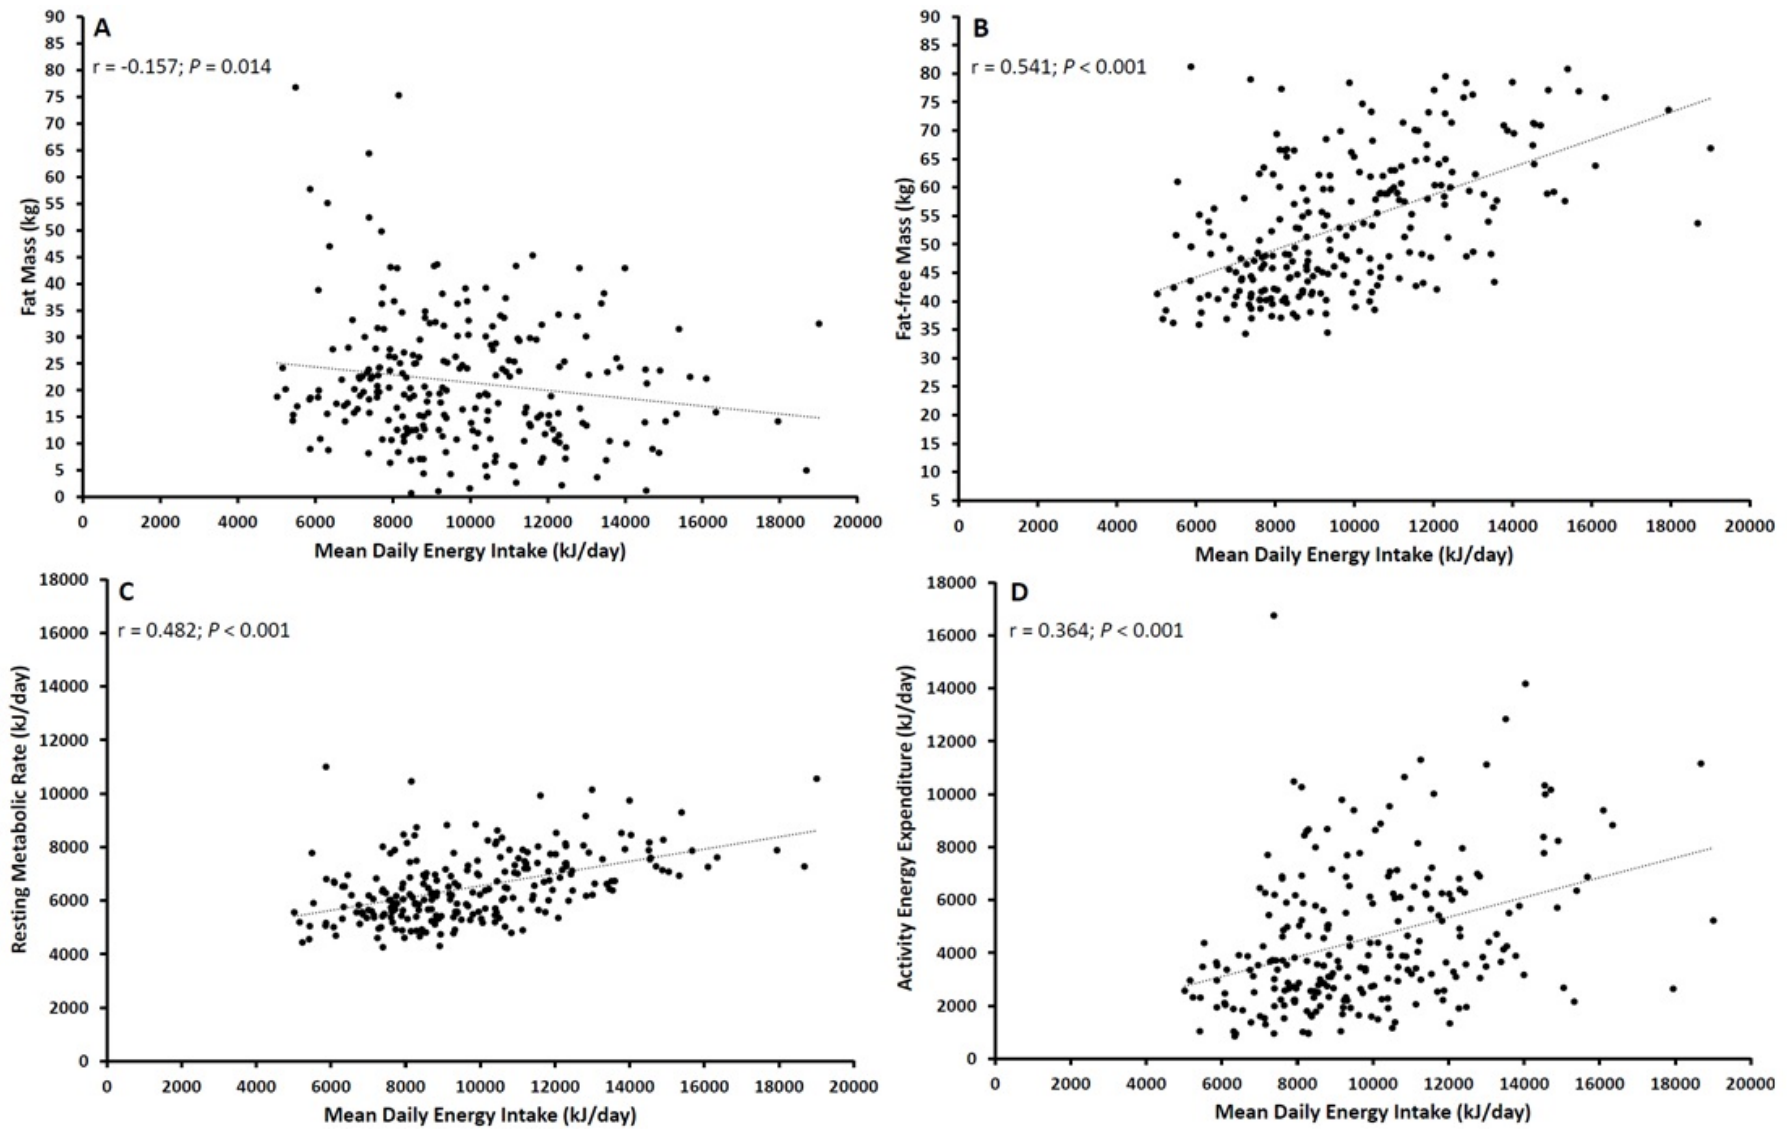 A
r = -0.157; P = 0.014
Fat Mass (kg)
90
85
80
75
70
65
60
55
50
45
40
35
30
25
20
15
10
5
0
0 2000 4000 6000 8000 10000 12000 14000 16000 18000 20000
Mean Daily Energy Intake (kJ/day)
B
r = 0.541; P < 0.001
Fat-free Mass (kg)
90
85
80
75
70
65
60
55
50
45
40
35
30
25
20
15
10
5
0 2000 4000 6000 8000 10000 12000 14000 16000 18000 20000
Mean Daily Energy Intake (kJ/day)
C
r = 0.482; P < 0.001
Resting Metabolic Rate (kJ/day)
18000
16000
14000
12000
10000
8000
6000
4000
2000
0
0 2000 4000 6000 8000 10000 12000 14000 16000 18000 20000
Mean Daily Energy Intake (kJ/day)
D
r = 0.364; P < 0.001
Activity Energy Expenditure (kJ/day)
18000
16000
14000
12000
10000
8000
6000
4000
2000
0
0 2000 4000 6000 8000 10000 12000 14000 16000 18000 20000
Mean Daily Energy Intake (kJ/day)